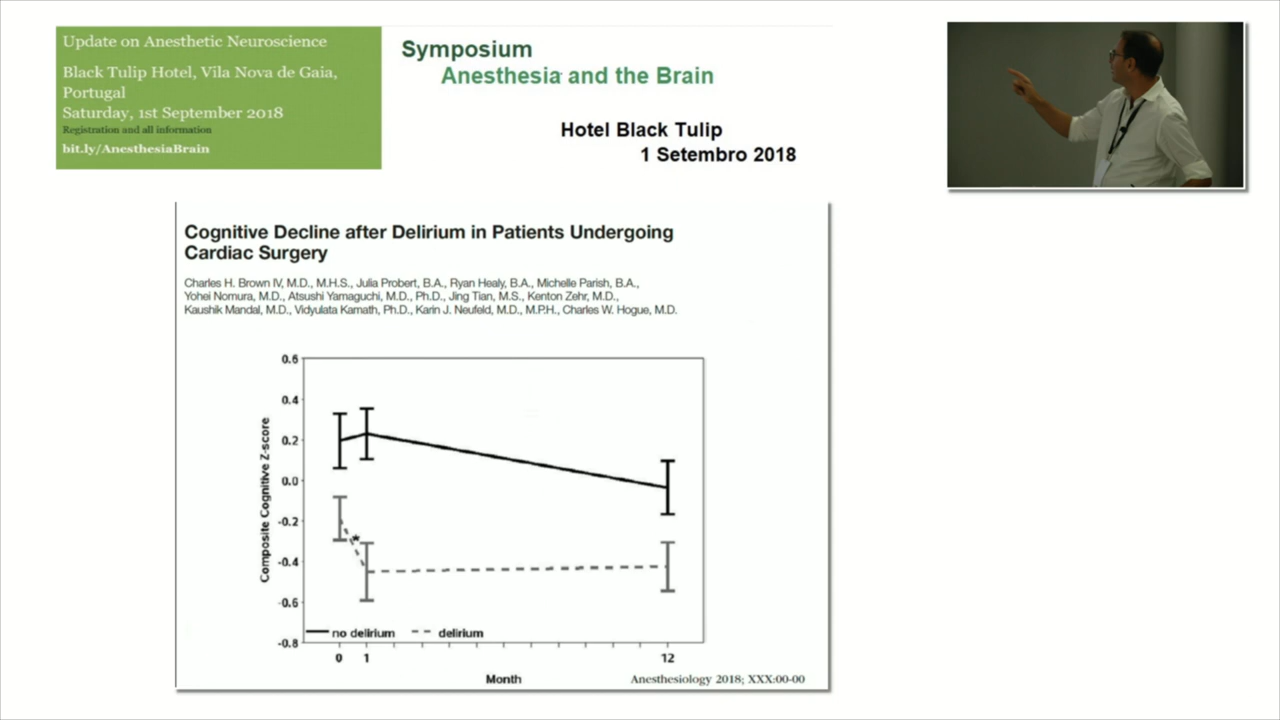 Update on Anesthetic Neuroscience
Black Tulip Hotel, Vila Nova de Gaia,
Portugal
Saturday, 1st September 2018
Registration and all information
bit.ly/AnesthesiaBrain
Symposium
Anesthesia and the Brain
Hotel Black Tulip
1 Setembro 2018
Cognitive Decline after Delirium in Patients Undergoing
Cardiac Surgery
Charles H. Brown IV, M.D., M.H.S., Julia Probert, B.A., Ryan Healy, B.A., Michelle Parish, B.A.,
Yohei Nomura, M.D., Atsushi Yamaguchi, M.D., Ph.D., Jing Tian, M.S., Kenton Zehr, M.D.,
Kaushik Mandal, M.D., Vidyulata Kamath, Ph.D., Karin J. Neufeld, M.D., M.P.H., Charles W. Hogue, M.D.
Composite Cognitive Z-score
0.6
0.4
0.2
0.0
-0.2
-0.4
-0.6
-0.8
*
no delirium
delirium
0 1 12
Month
Anesthesiology 2018; XXX:00-00